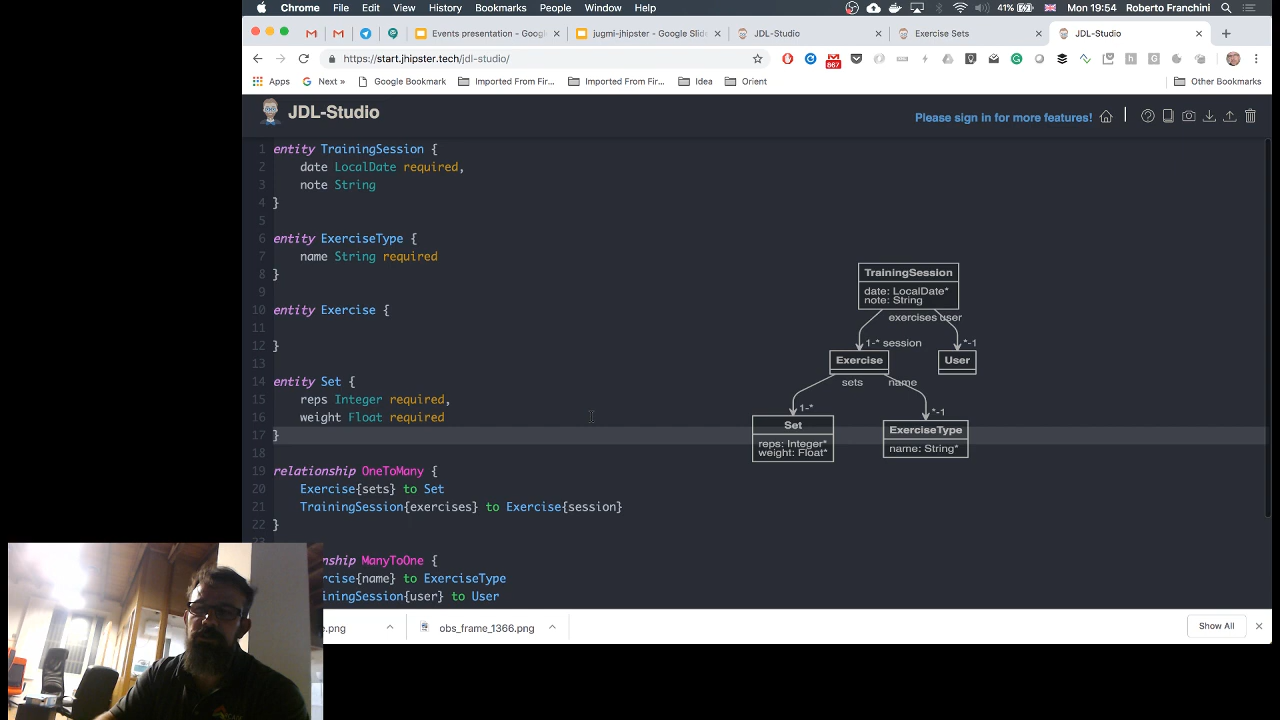 Chrome File Edit View History Bookmarks People Window Help 41% Mon 19:54 Roberto Franchini
Events presentation - Googl
jugmi-jhipster - Google Slide
JDL-Studio
Exercise Sets
JDL-Studio
https://start.jhipster.tech/jdl-studio/
867
Apps Next » Google Bookmark Imported From Fir... Imported From Fir... Idea Orient Other Bookmarks
JDL-Studio
Please sign in for more features!
1 entity TrainingSession {
2 date LocalDate required,
3 note String
4 }
5
6 entity ExerciseType {
7 name String required
8 }
9
10 entity Exercise {
11
12 }
13
14 entity Set {
15 reps Integer required,
16 weight Float required
17 }
18
19 relationship OneToMany {
20 Exercise{sets} to Set
21 TrainingSession{exercises} to Exercise{session}
22 }
nship ManyToOne {
rcise{name} to ExerciseType
iningSession{user} to User
TrainingSession
date: LocalDate*
note: String
exercises user
1-* session
*-1
Exercise
User
sets name
1-*
*-1
Set
reps: Integer*
weight: Float*
ExerciseType
name: String*
e.png
obs_frame_1366.png
Show All